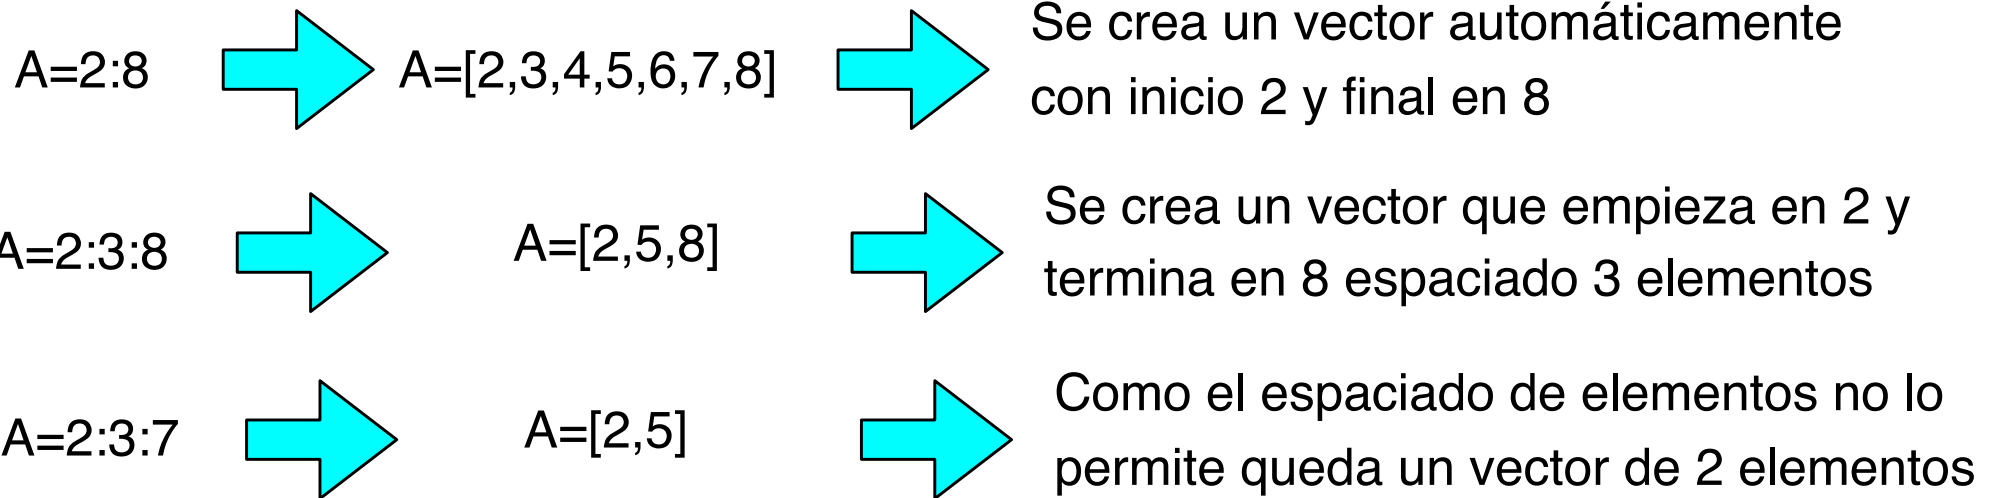 Se crea un vector automáticamente
A=2:8 A=[2,3,4,5,6,7,8]
con inicio 2 y final en 8
Se crea un vector que empieza en 2 y
A=2:3:8 A=[2,5,8]
termina en 8 espaciado 3 elementos
Como el espaciado de elementos no lo
A=2:3:7 A=[2,5]
permite queda un vector de 2 elementos